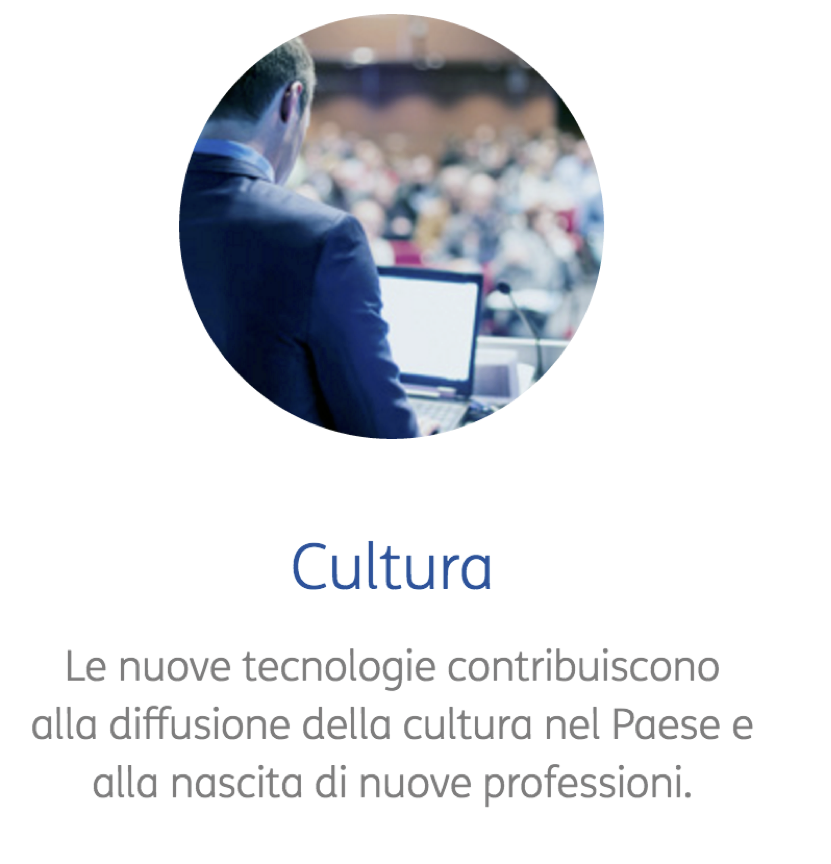 Cultura
Le nuove tecnologie contribuiscono
alla diffusione della cultura nel Paese e
alla nascita di nuove professioni.